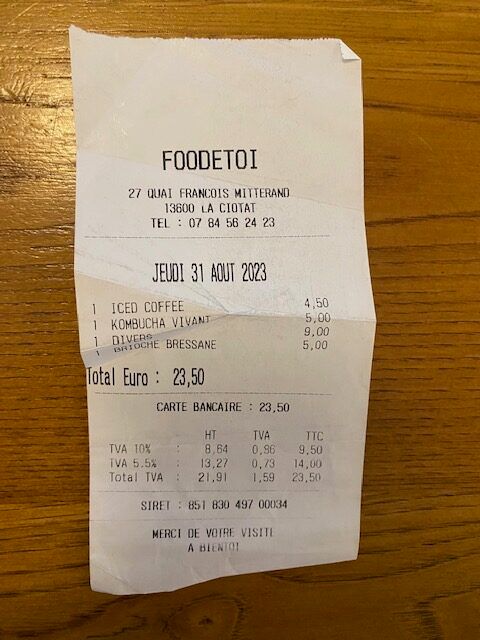 FOODETOI
27 QUAI FRANCOIS MITTERAND
13600 LA CIOTAT
TEL : 07 84 56 24 23
JEUDI 31 AOUT 2023
1 ICED COFFEE 4,50
1 KOMBUCHA VIVANT 5,00
1 DIVERS 9,00
1 BRIOCHE BRESSANE 5,00
Total Euro : 23,50
CARTE BANCAIRE : 23,50
HT TVA TTC
TVA 10% : 8,64 0,86 9,50
TVA 5.5% : 13,27 0,73 14,00
Total TVA : 21,91 1,59 23,50
SIRET : 851 830 497 00034
MERCI DE VOTRE VISITE
A BIENTOT